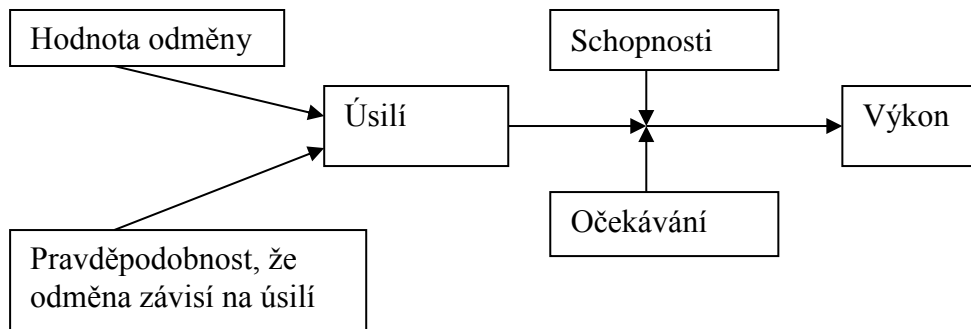 Hodnota odměny
Schopnosti
Úsilí
Výkon
Očekávání
Pravděpodobnost, že
odměna závisí na úsilí